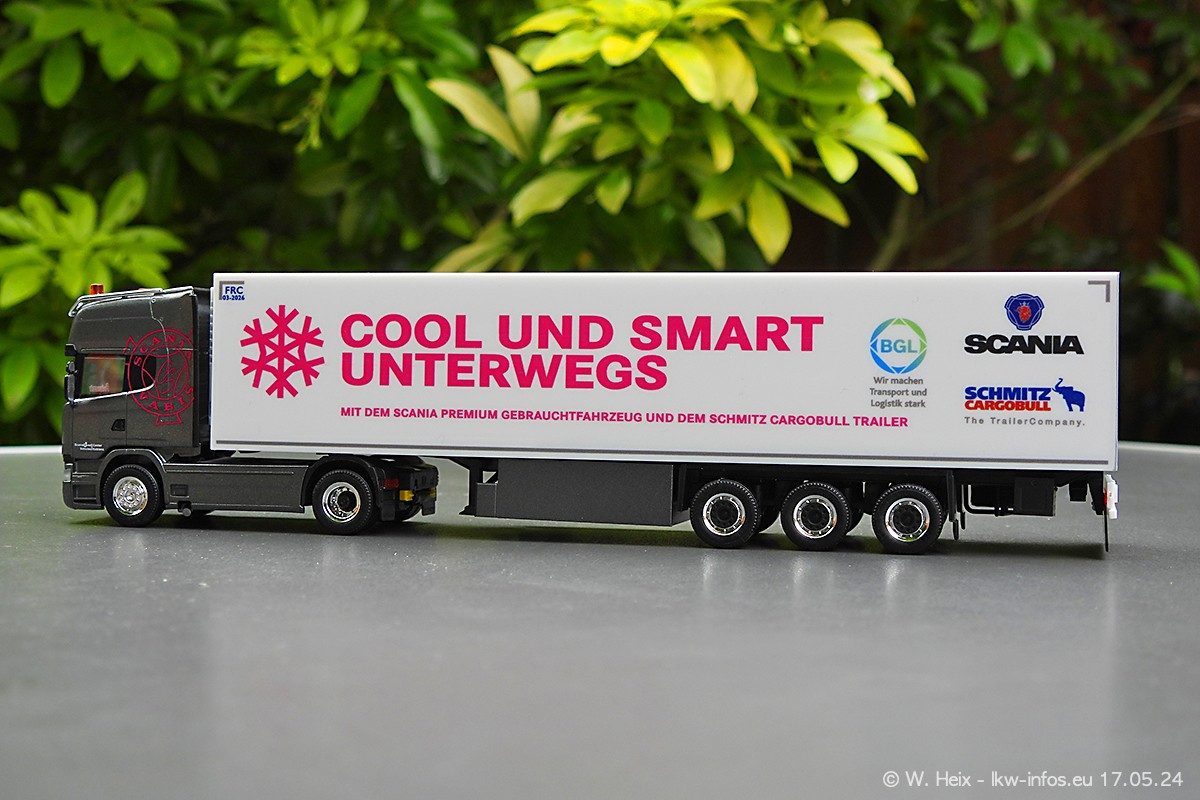 FRC
03-2026
COOL UND SMART
UNTERWEGS
MIT DEM SCANIA PREMIUM GEBRAUCHTFAHRZEUG UND DEM SCHMITZ CARGOBULL TRAILER
BGL
Wir machen
Transport und
Logistik stark
SCANIA
SCHMITZ
CARGOBULL
The TrailerCompany.
SCANIA
© W. Heix - lkw-infos.eu 17.05.24